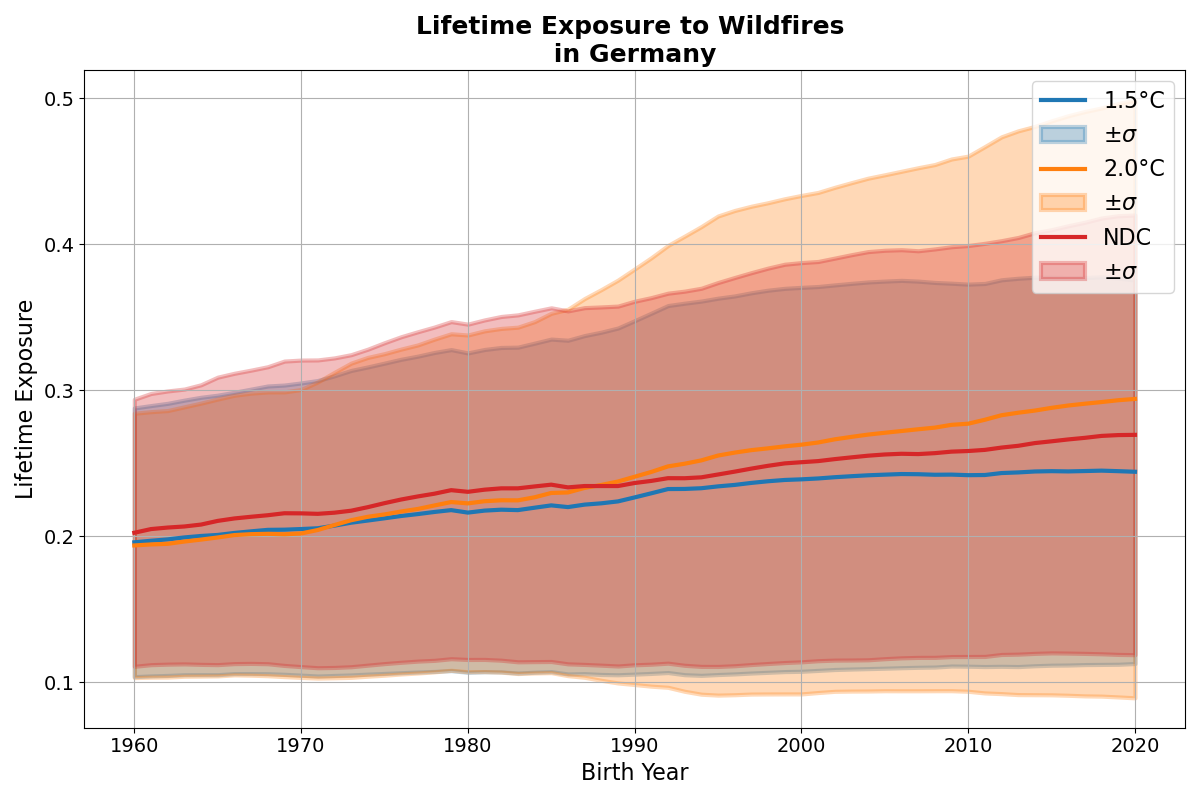 Lifetime Exposure to Wildfires
in Germany
Lifetime Exposure
0.5
0.4
0.3
0.2
0.1
1960 1970 1980 1990 2000 2010 2020
Birth Year
1.5°C
±σ
2.0°C
±σ
NDC
±σ